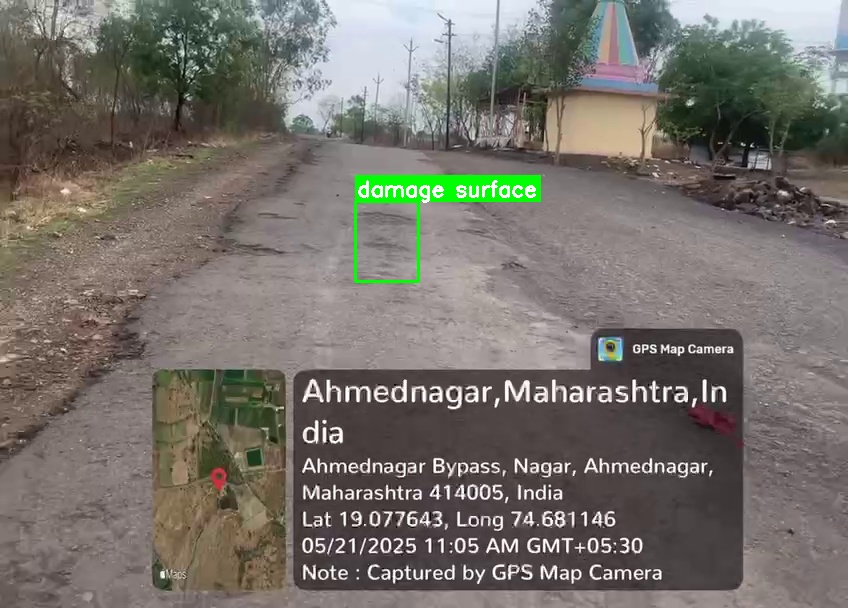 damage surface
GPS Map Camera
Ahmednagar,Maharashtra,In
dia
Ahmednagar Bypass, Nagar, Ahmednagar,
Maharashtra 414005, India
Lat 19.077643, Long 74.681146
05/21/2025 11:05 AM GMT+05:30
Note : Captured by GPS Map Camera
Maps